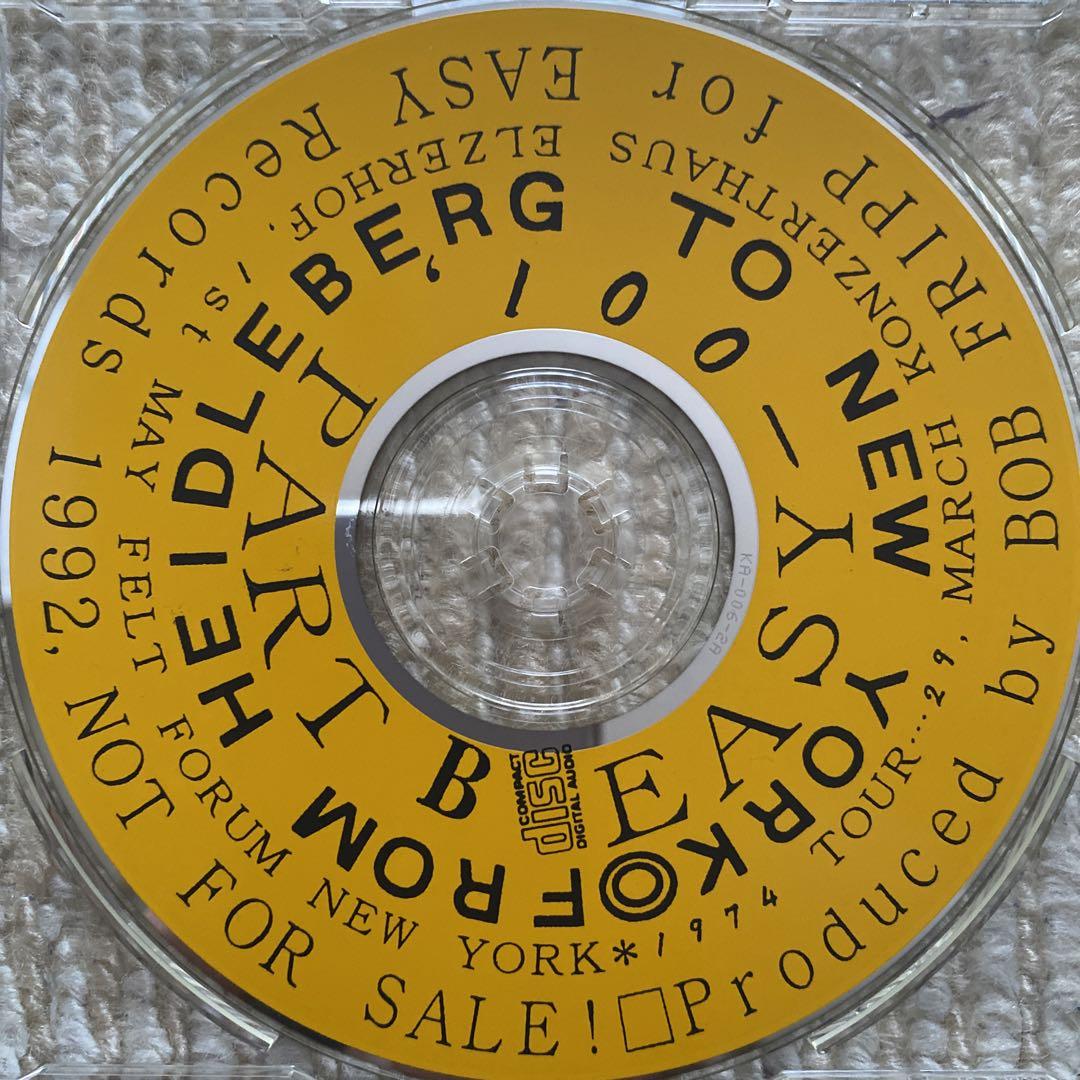 Produced by BOB FRIPP for EASY Records 1992, NOT FOR SALE!
*1974 TOUR...29, MARCH KONZERTHAUS ELZERHOF, 1st MAY FELT FORUM NEW YORK
FROM HEIDLEBERG TO NEW YORK
EASY-001, PART B
COMPACT
disc
DIGITAL AUDIO
KA-006-2A